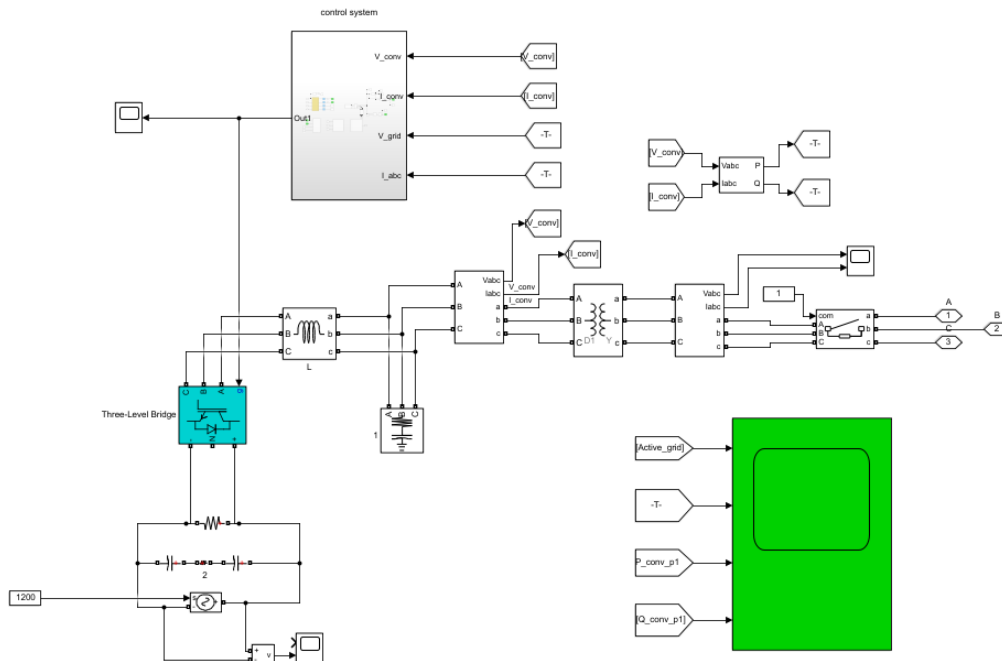 control system
V_conv
[V_conv]
I_conv
[I_conv]
Out1
V_grid
-T-
I_abc
-T-
[V_conv]
Vabc
P
-T-
[I_conv]
Iabc
Q
-T-
[V_conv]
[I_conv]
Vabc
Iabc
V_conv
I_conv
A
a
B
b
C
c
A
a
B
b
C
c
D1
Y
A
Vabc
Iabc
B
a
b
C
c
1
com
A
a
B
b
C
c
A
1
C
B
2
3
A
a
B
b
C
c
L
C
B
A
g
Three-Level Bridge
-
N
+
A
B
C
1
2
1200
s
-
+
+
-
v
[Active_grid]
-T-
P_conv_p1
[Q_conv_p1]